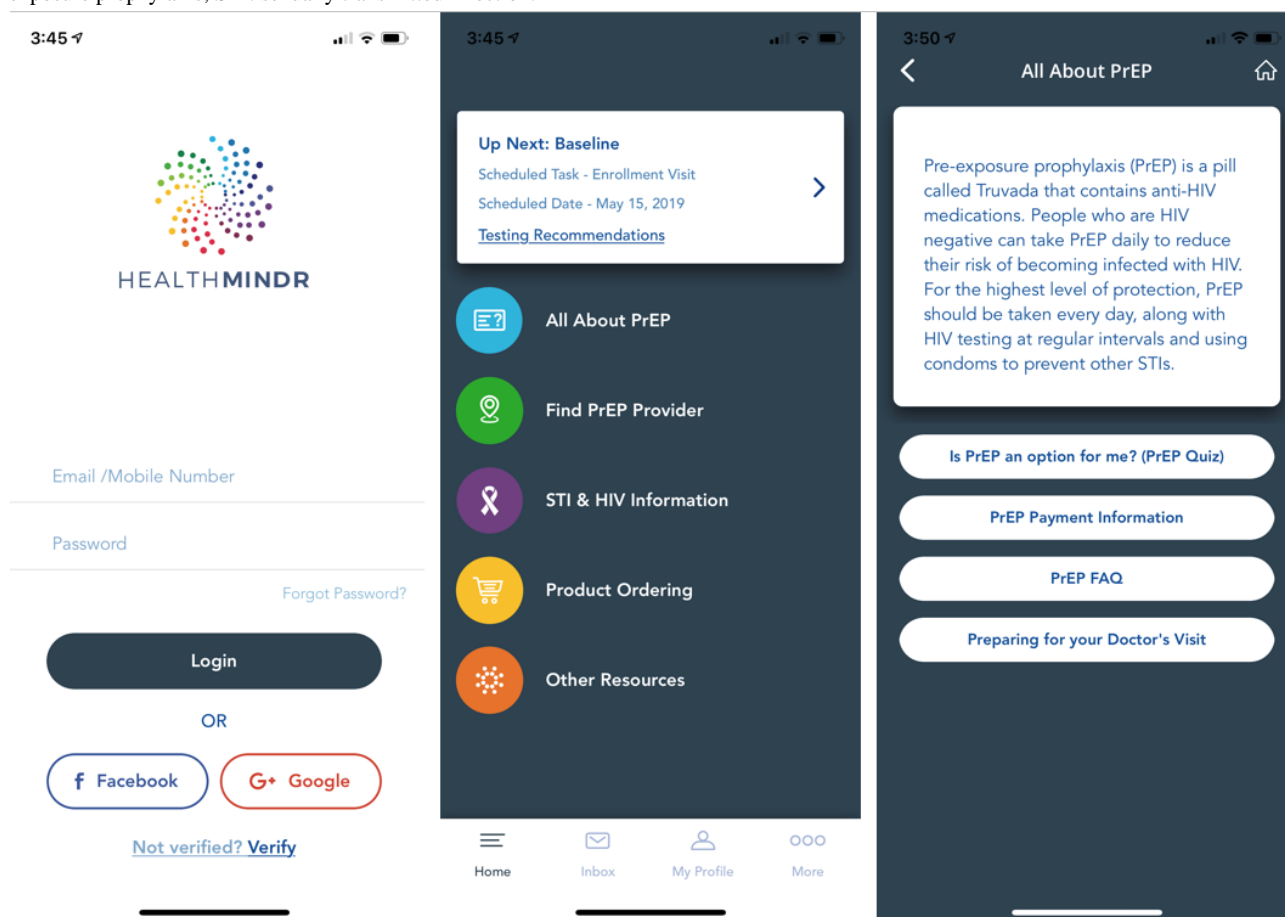 3:45
HEALTHMINDR
Email /Mobile Number
Password
Forgot Password?
Login
OR
f Facebook
G+ Google
Not verified? Verify
3:45
Up Next: Baseline
Scheduled Task - Enrollment Visit
Scheduled Date - May 15, 2019
Testing Recommendations
All About PrEP
Find PrEP Provider
STI & HIV Information
Product Ordering
Other Resources
Home
Inbox
My Profile
More
3:50
All About PrEP
Pre-exposure prophylaxis (PrEP) is a pill
called Truvada that contains anti-HIV
medications. People who are HIV
negative can take PrEP daily to reduce
their risk of becoming infected with HIV.
For the highest level of protection, PrEP
should be taken every day, along with
HIV testing at regular intervals and using
condoms to prevent other STIs.
Is PrEP an option for me? (PrEP Quiz)
PrEP Payment Information
PrEP FAQ
Preparing for your Doctor's Visit